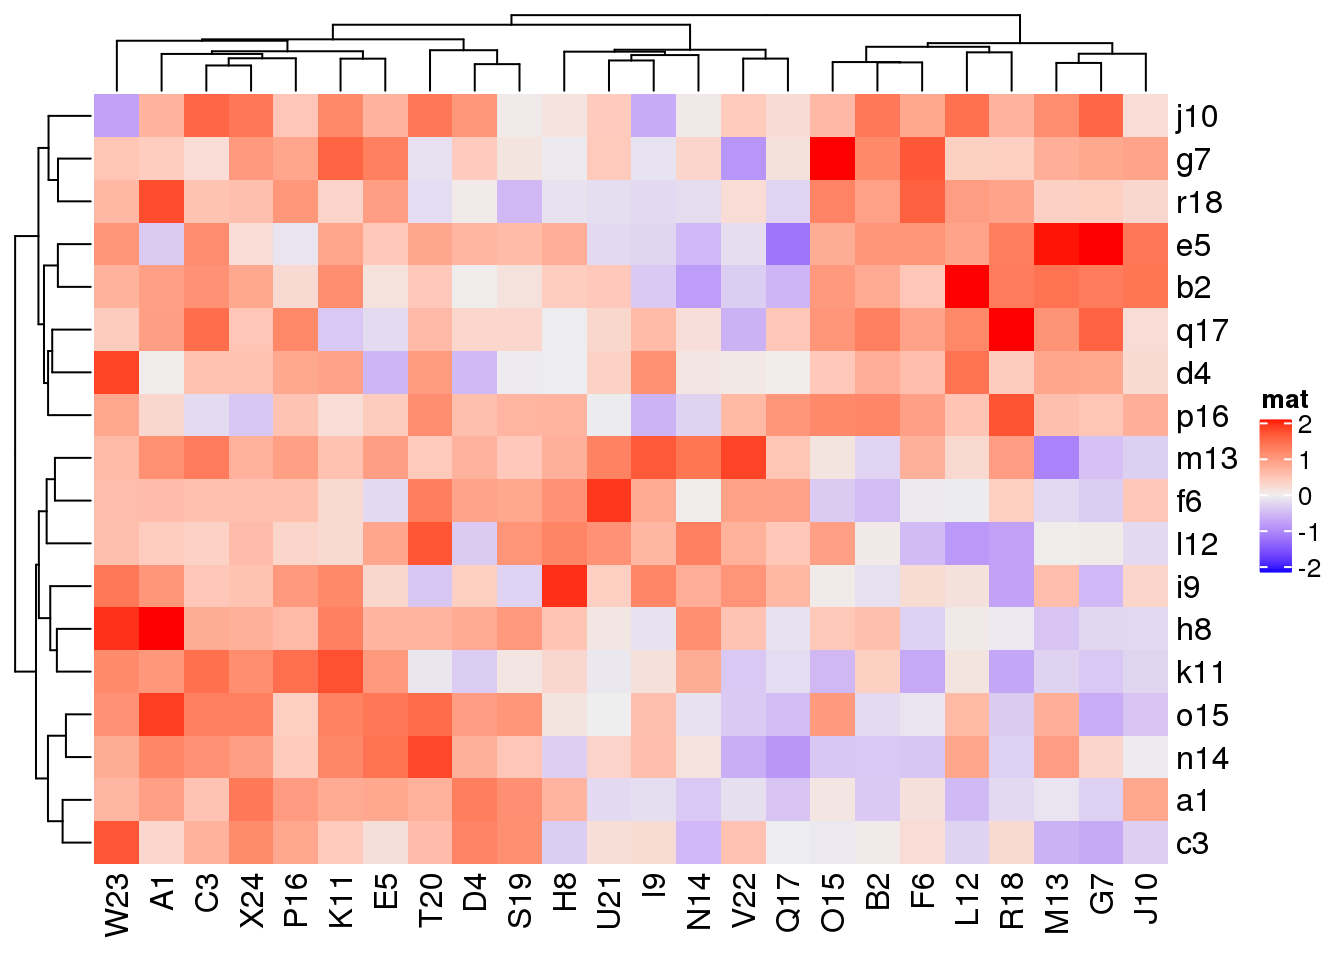 j10
g7
r18
e5
b2
q17
d4
p16
m13
f6
l12
i9
h8
k11
o15
n14
a1
c3
W23 A1 C3 X24 P16 K11 E5 T20 D4 S19 H8 U21 I9 N14 V22 Q17 O15 B2 F6 L12 R18 M13 G7 J10
mat
2
1
0
-1
-2